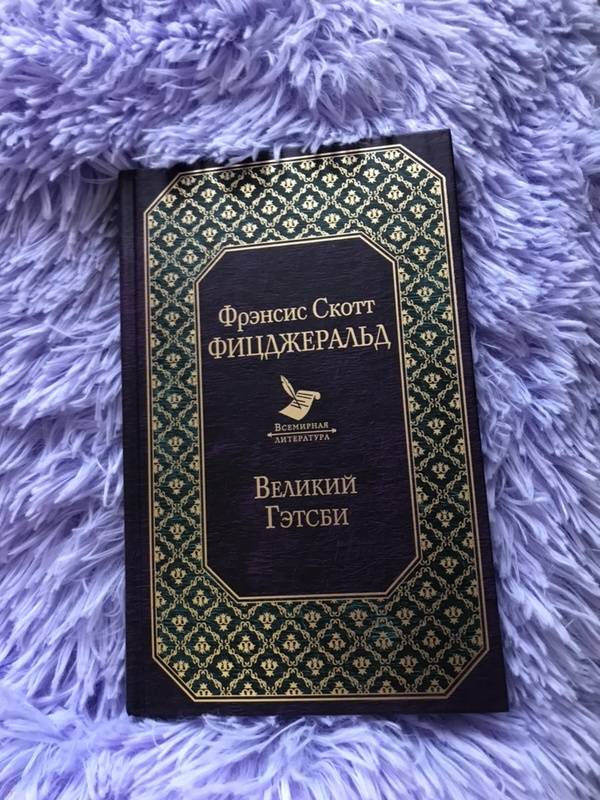 Фрэнсис Скотт
ФИЦДЖЕРАЛЬД
Всемирная
литература
Великий
Гэтсби